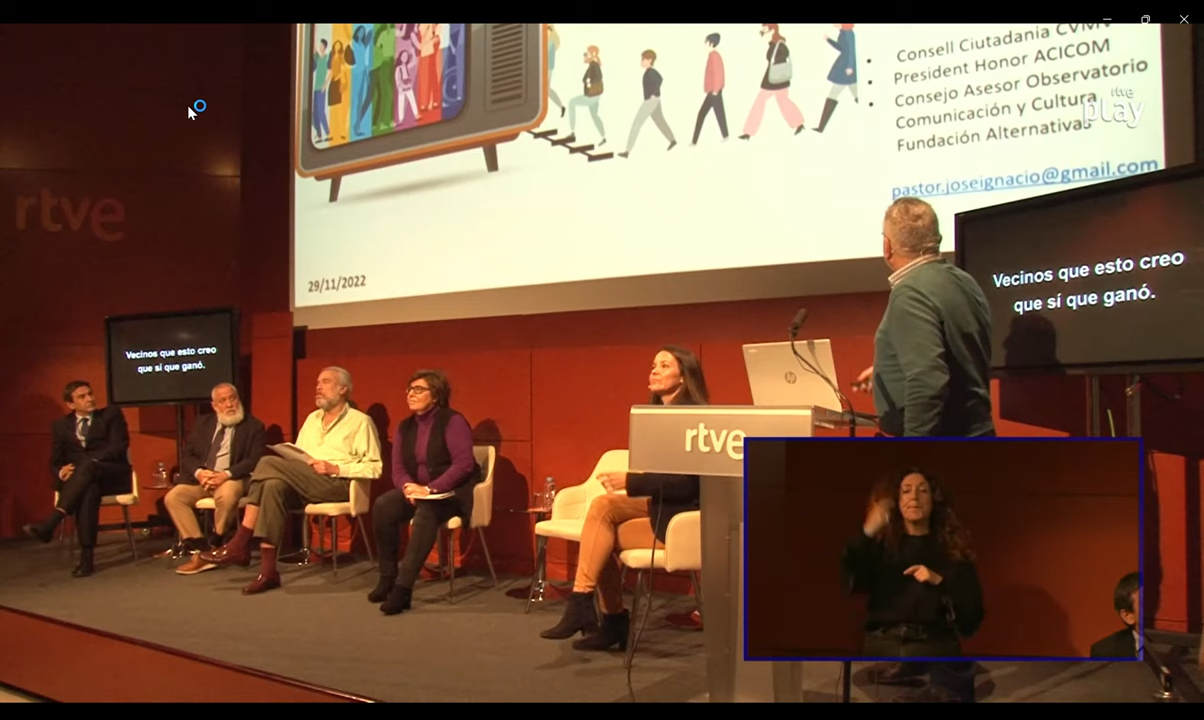 Consell Ciutadania CVMC
President Honor ACICOM
Consejo Asesor Observatorio
Comunicación y Cultura
Fundación Alternativas
rtve
play
pastor.joseignacio@gmail.com
rtve
29/11/2022
Vecinos que esto creo
que sí que ganó.
Vecinos que esto creo
que sí que ganó.
rtve